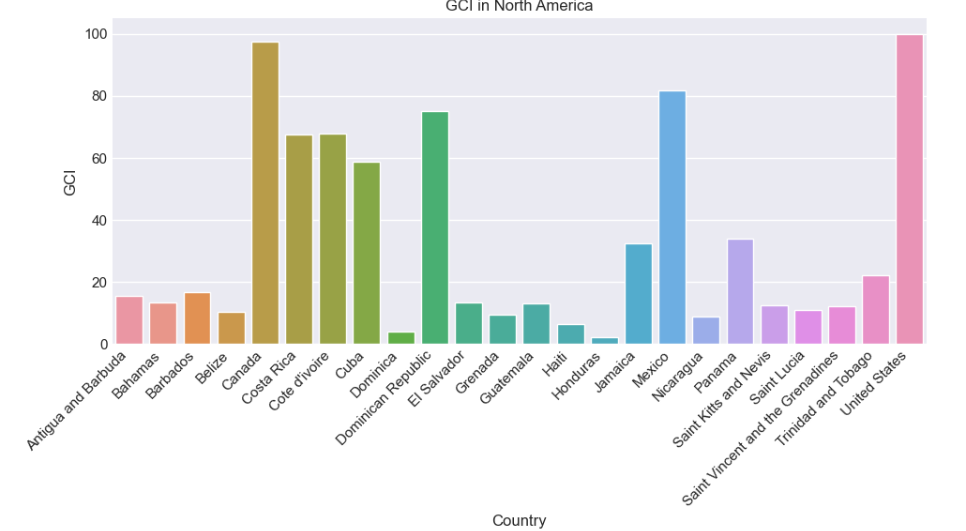 GCI in North America
100
80
60
40
20
0
GCI
Antigua and Barbuda
Bahamas
Barbados
Belize
Canada
Costa Rica
Cote d'ivoire
Cuba
Dominica
Dominican Republic
El Salvador
Grenada
Guatemala
Haiti
Honduras
Jamaica
Mexico
Nicaragua
Panama
Saint Kitts and Nevis
Saint Lucia
Saint Vincent and the Grenadines
Trinidad and Tobago
United States
Country